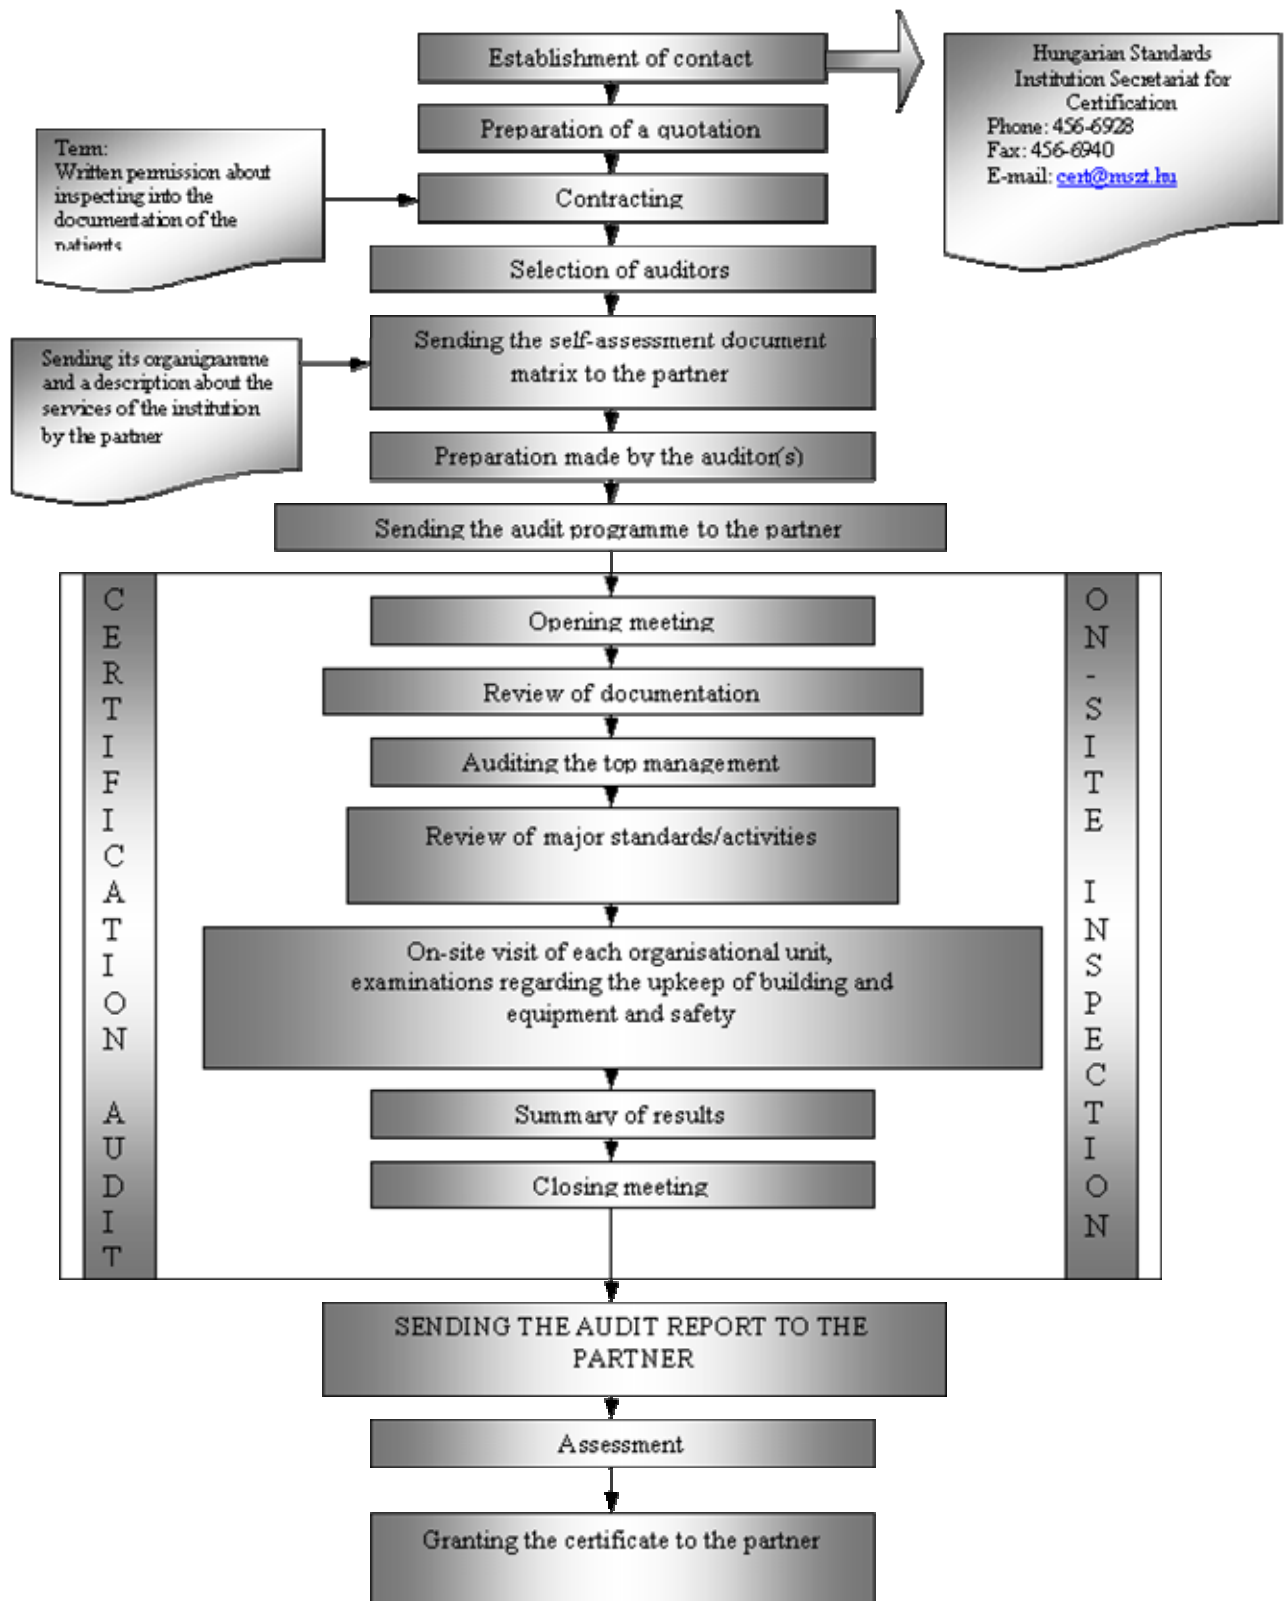 Establishment of contact
Hungarian Standards
Institution Secretariat for
Certification
Phone: 456-6928
Fax: 456-6940
E-mail: cert@mszt.hu
Preparation of a quotation
Term:
Written permission about
inspecting into the
documentation of the
patients
Contracting
Selection of auditors
Sending the self-assessment document
matrix to the partner
Sending its organigramme
and a description about the
services of the institution
by the partner
Preparation made by the auditor(s)
Sending the audit programme to the partner
CERTIFICATION AUDIT
Opening meeting
Review of documentation
Auditing the top management
Review of major standards/activities
On-site visit of each organisational unit,
examinations regarding the upkeep of building and
equipment and safety
Summary of results
Closing meeting
ON-SITE INSPECTION
SENDING THE AUDIT REPORT TO THE
PARTNER
Assessment
Granting the certificate to the partner